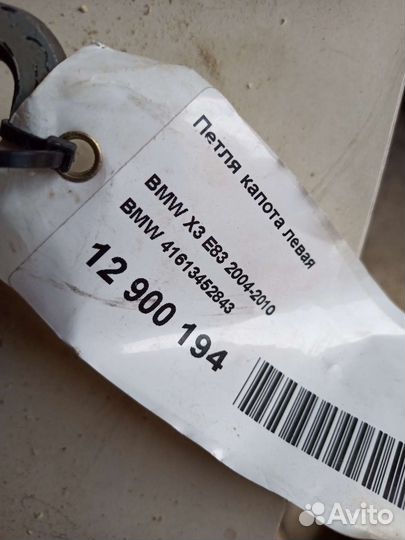 Петля капота левая
BMW X3 E83 2004-2010
BMW 41613452843
12 900 194
Avito